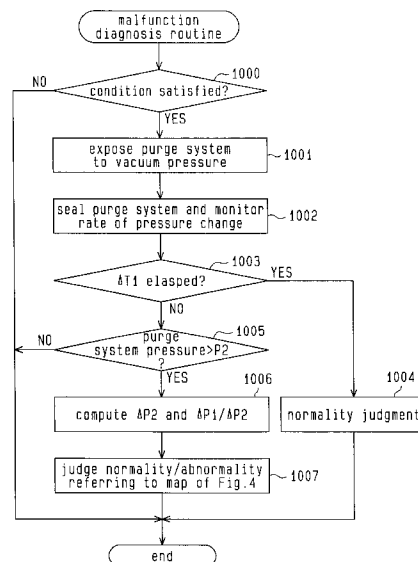 malfunction
diagnosis routine
1000
NO
condition satisfied?
YES
expose purge system
to vacuum pressure
1001
seal purge system and monitor
rate of pressure change
1002
1003
ΔT1 elasped?
YES
NO
1005
NO
purge
system pressure>P2
?
YES
1006
1004
compute ΔP2 and ΔP1/ΔP2
normality judgment
judge normality/abnormality
referring to map of Fig.4
1007
end